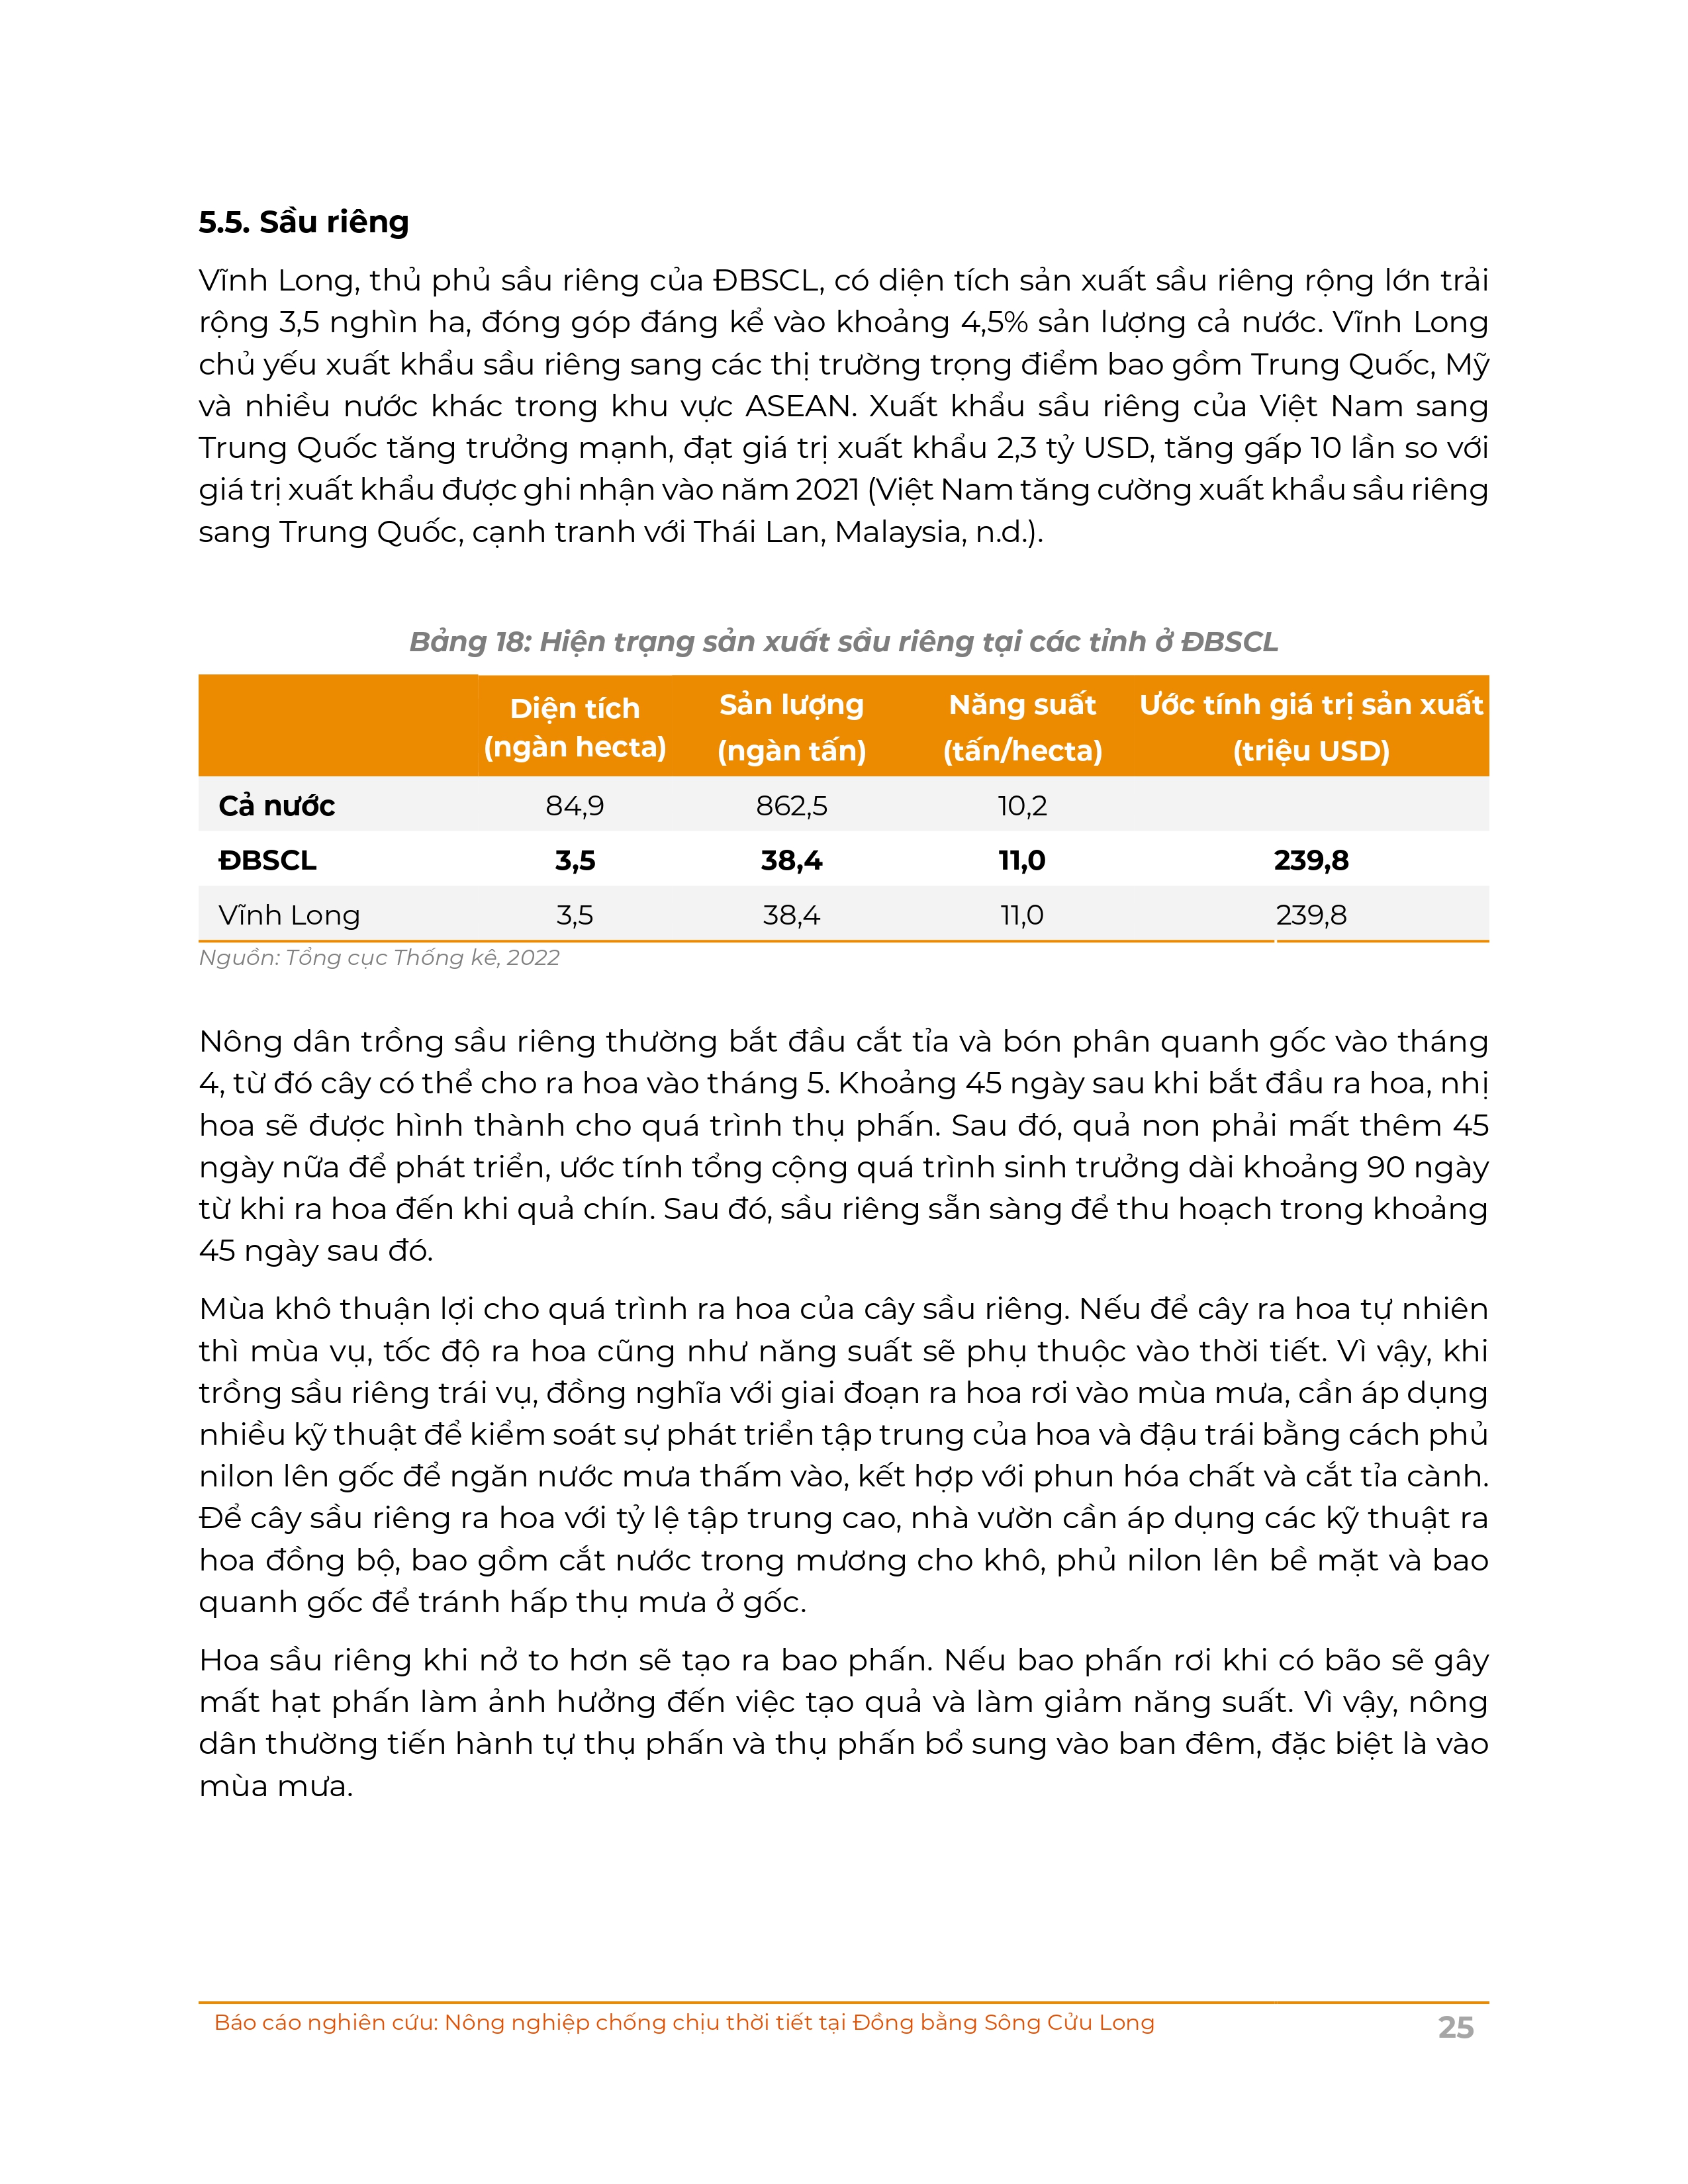 5.5. Sầu riêng
Vĩnh Long, thủ phủ sầu riêng của ĐBSCL, có diện tích sản xuất sầu riêng rộng lớn trải
rộng 3,5 nghìn ha, đóng góp đáng kể vào khoảng 4,5% sản lượng cả nước. Vĩnh Long
chủ yếu xuất khẩu sầu riêng sang các thị trường trọng điểm bao gồm Trung Quốc, Mỹ
và nhiều nước khác trong khu vực ASEAN. Xuất khẩu sầu riêng của Việt Nam sang
Trung Quốc tăng trưởng mạnh, đạt giá trị xuất khẩu 2,3 tỷ USD, tăng gấp 10 lần so với
giá trị xuất khẩu được ghi nhận vào năm 2021 (Việt Nam tăng cường xuất khẩu sầu riêng
sang Trung Quốc, cạnh tranh với Thái Lan, Malaysia, n.d.).
Bảng 18: Hiện trạng sản xuất sầu riêng tại các tỉnh ở ĐBSCL
Diện tích Sản lượng Năng suất Ước tính giá trị sản xuất
(ngàn hecta) (ngàn tấn) (tấn/hecta) (triệu USD)
Cả nước 84,9 862,5 10,2
ĐBSCL 3,5 38,4 11,0 239,8
Vĩnh Long 3,5 38,4 11,0 239,8
Nguồn: Tổng cục Thống kê, 2022
Nông dân trồng sầu riêng thường bắt đầu cắt tỉa và bón phân quanh gốc vào tháng
4, từ đó cây có thể cho ra hoa vào tháng 5. Khoảng 45 ngày sau khi bắt đầu ra hoa, nhị
hoa sẽ được hình thành cho quá trình thụ phấn. Sau đó, quả non phải mất thêm 45
ngày nữa để phát triển, ước tính tổng cộng quá trình sinh trưởng dài khoảng 90 ngày
từ khi ra hoa đến khi quả chín. Sau đó, sầu riêng sẵn sàng để thu hoạch trong khoảng
45 ngày sau đó.
Mùa khô thuận lợi cho quá trình ra hoa của cây sầu riêng. Nếu để cây ra hoa tự nhiên
thì mùa vụ, tốc độ ra hoa cũng như năng suất sẽ phụ thuộc vào thời tiết. Vì vậy, khi
trồng sầu riêng trái vụ, đồng nghĩa với giai đoạn ra hoa rơi vào mùa mưa, cần áp dụng
nhiều kỹ thuật để kiểm soát sự phát triển tập trung của hoa và đậu trái bằng cách phủ
nilon lên gốc để ngăn nước mưa thấm vào, kết hợp với phun hóa chất và cắt tỉa cành.
Để cây sầu riêng ra hoa với tỷ lệ tập trung cao, nhà vườn cần áp dụng các kỹ thuật ra
hoa đồng bộ, bao gồm cắt nước trong mương cho khô, phủ nilon lên bề mặt và bao
quanh gốc để tránh hấp thụ mưa ở gốc.
Hoa sầu riêng khi nở to hơn sẽ tạo ra bao phấn. Nếu bao phấn rơi khi có bão sẽ gây
mất hạt phấn làm ảnh hưởng đến việc tạo quả và làm giảm năng suất. Vì vậy, nông
dân thường tiến hành tự thụ phấn và thụ phấn bổ sung vào ban đêm, đặc biệt là vào
mùa mưa.
Báo cáo nghiên cứu: Nông nghiệp chống chịu thời tiết tại Đồng bằng Sông Cửu Long 25